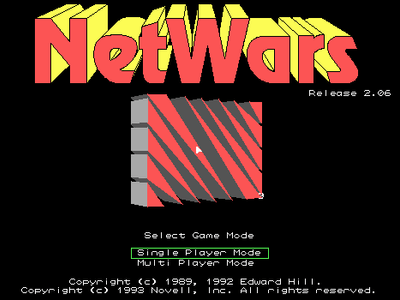 NetWars
Release 2.06
Select Game Mode
Single Player Mode
Multi Player Mode
Copyright (c) 1989, 1992 Edward Hill.
Copyright (c) 1993 Novell, Inc. All rights reserved.